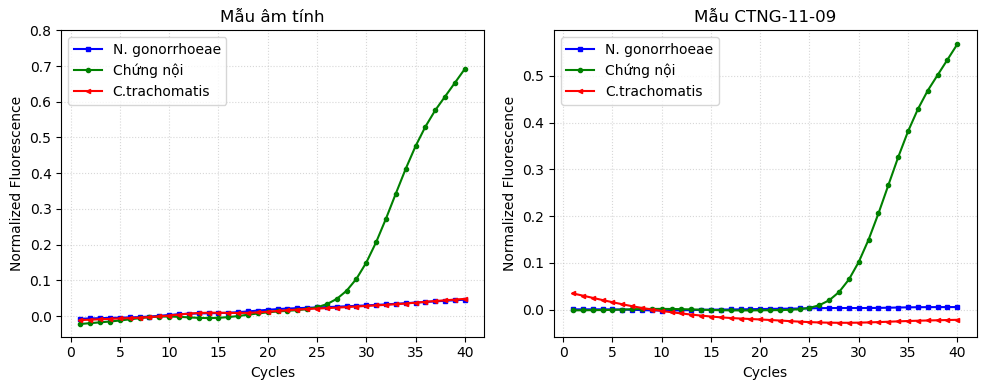 Mẫu âm tính
Normalized Fluorescence
0.8
0.7
0.6
0.5
0.4
0.3
0.2
0.1
0.0
N. gonorrhoeae
Chứng nội
C.trachomatis
0 5 10 15 20 25 30 35 40
Cycles
Mẫu CTNG-11-09
Normalized Fluorescence
0.5
0.4
0.3
0.2
0.1
0.0
N. gonorrhoeae
Chứng nội
C.trachomatis
0 5 10 15 20 25 30 35 40
Cycles